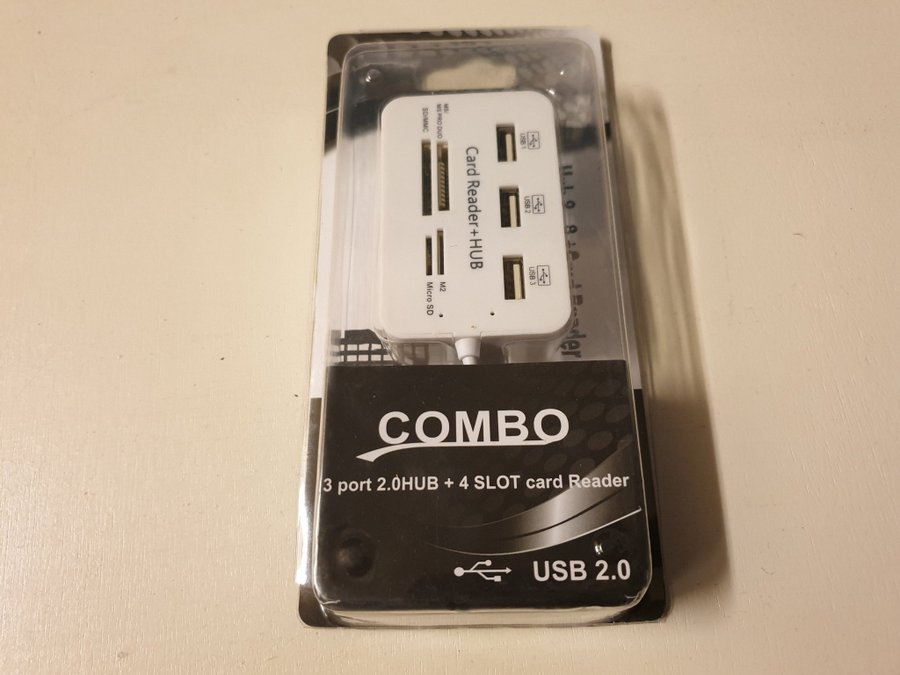 MS/
MS PRO DUO
SD/MMC
Card Reader+HUB
USB 1
USB 2
USB 3
M2
Micro SD
Reader
COMBO
3 port 2.0HUB + 4 SLOT card Reader
USB 2.0